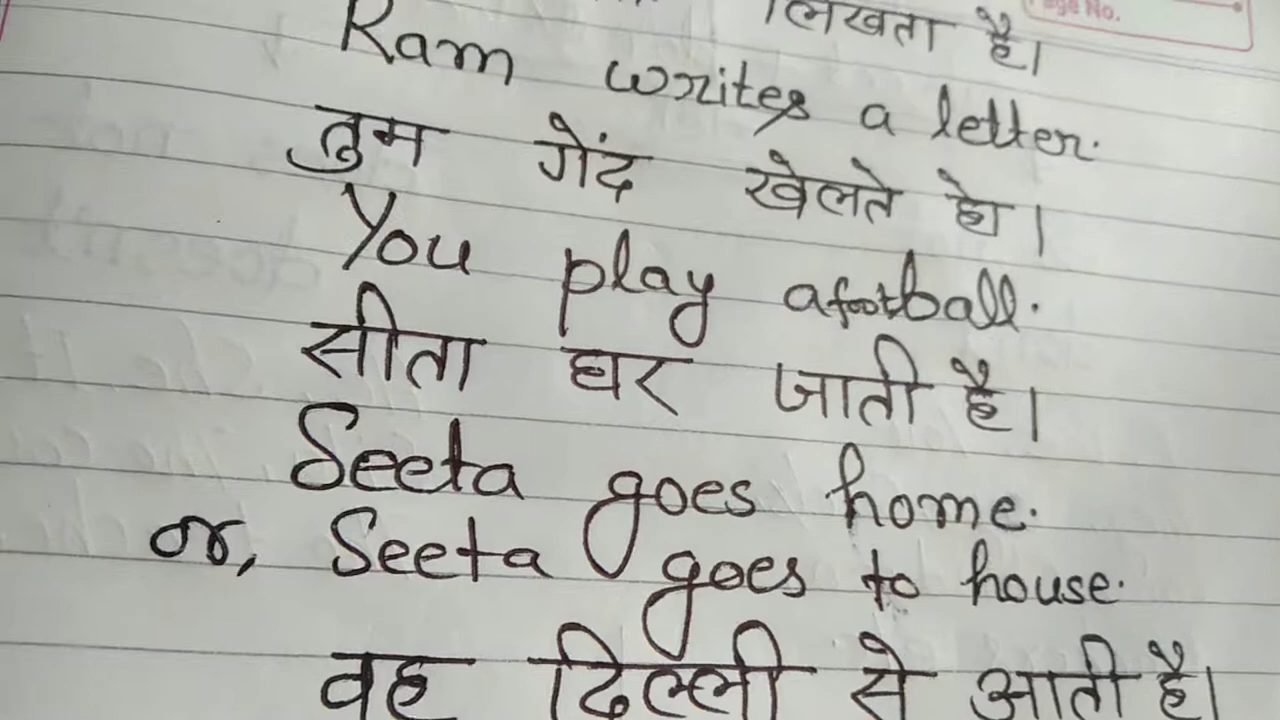 लिखता है।
Ram writes a letter.
तुम गेंद खेलते हो।
You play a football.
सीता घर जाती है।
Seeta goes home.
or, Seeta goes to house.
वह दिल्ली से आती है।